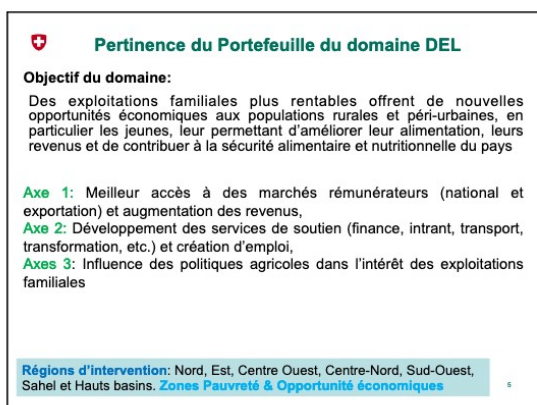 Pertinence du Portefeuille du domaine DEL
Objectif du domaine:
Des exploitations familiales plus rentables offrent de nouvelles
opportunités économiques aux populations rurales et péri-urbaines, en
particulier les jeunes, leur permettant d'améliorer leur alimentation, leurs
revenus et de contribuer à la sécurité alimentaire et nutritionnelle du pays
Axe 1: Meilleur accès à des marchés rémunérateurs (national et
exportation) et augmentation des revenus,
Axe 2: Développement des services de soutien (finance, intrant, transport,
transformation, etc.) et création d'emploi,
Axes 3: Influence des politiques agricoles dans l'intérêt des exploitations
familiales
Régions d'intervention: Nord, Est, Centre Ouest, Centre-Nord, Sud-Ouest,
Sahel et Hauts basins. Zones Pauvreté & Opportunité économiques